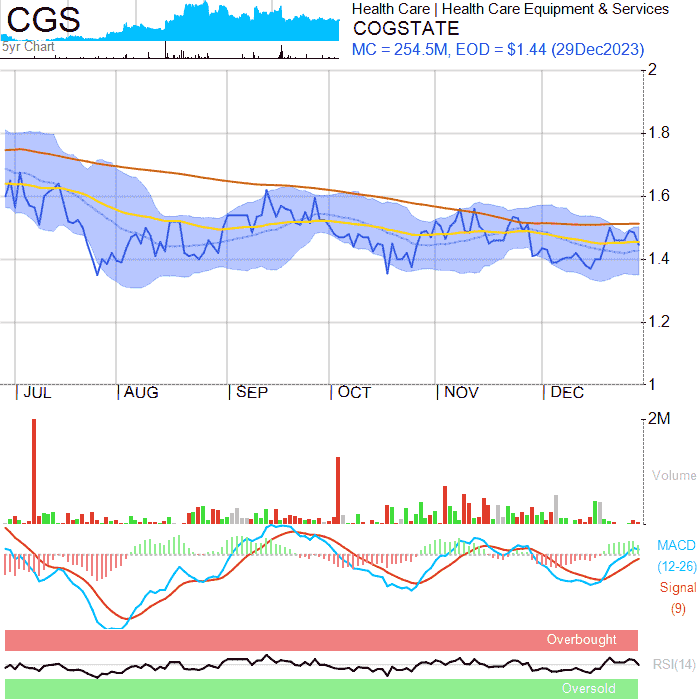 CGS
5yr Chart
Health Care | Health Care Equipment & Services
COGSTATE
MC = 254.5M, EOD = $1.44 (29Dec2023)
2
1.8
1.6
1.4
1.2
1
JUL AUG SEP OCT NOV DEC
2M
Volume
MACD
(12-26)
Signal
(9)
Overbought
RSI(14)
Oversold